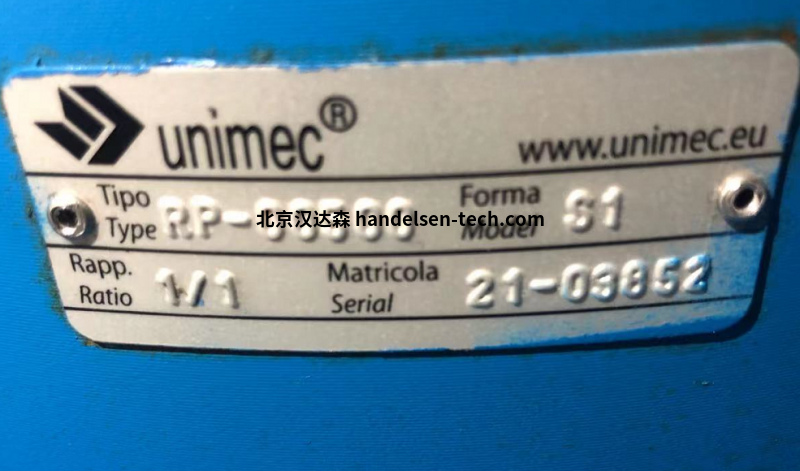 unimec®
www.unimec.eu
Tipo
Type
Forma S1
Model
北京汉达森 handelsen-tech.com
Rapp.
Ratio 1/1
Matricola
Serial 21-03852